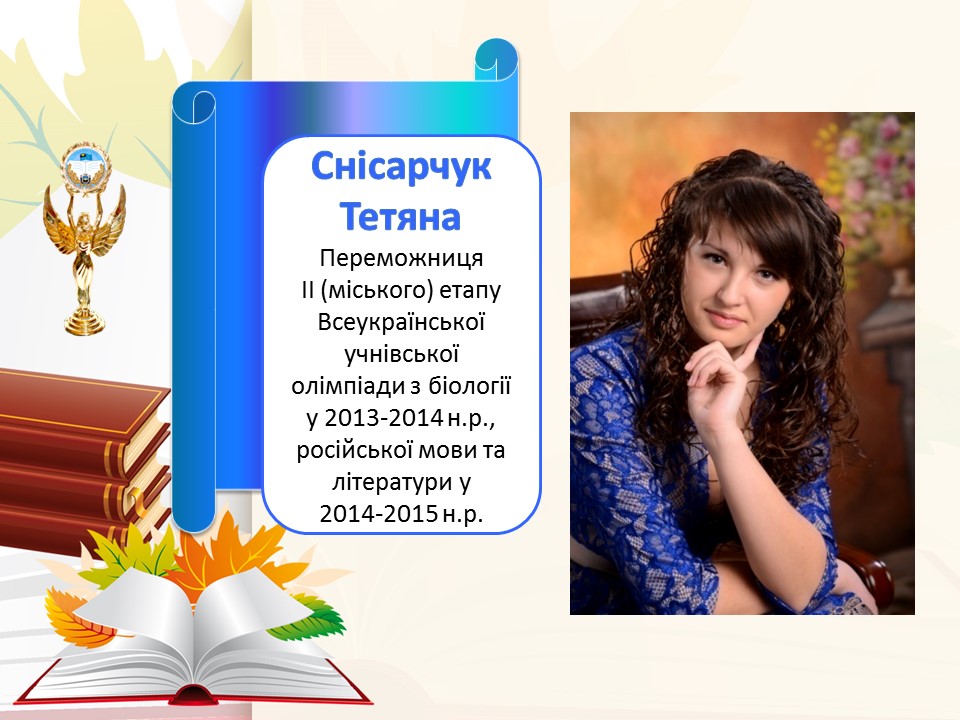 Снісарчук
Тетяна
Переможниця
ІІ (міського) етапу
Всеукраїнської
учнівської
олімпіади з біології
у 2013-2014 н.р.,
російської мови та
літератури у
2014-2015 н.р.